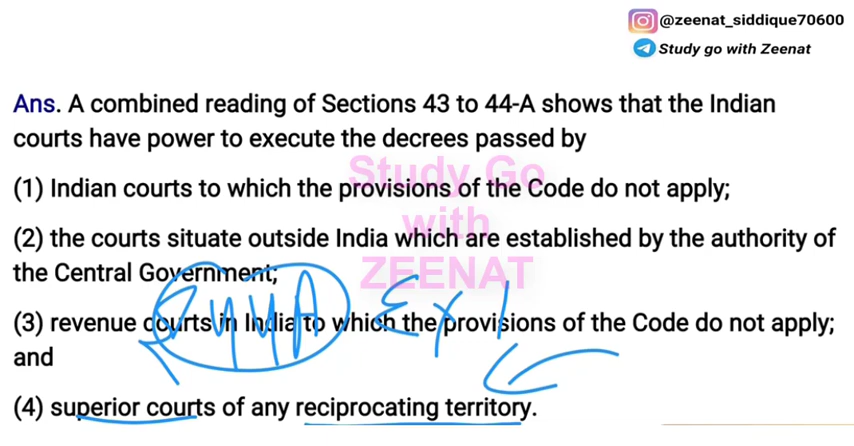 @zeenat_siddique70600
Study go with Zeenat
Ans. A combined reading of Sections 43 to 44-A shows that the Indian
courts have power to execute the decrees passed by
Study Go
(1) Indian courts to which the provisions of the Code do not apply;
with
(2) the courts situate outside India which are established by the authority of
the Central Government;
ZEENAT
(3) revenue courts in India to which the provisions of the Code do not apply;
and
(4) superior courts of any reciprocating territory.